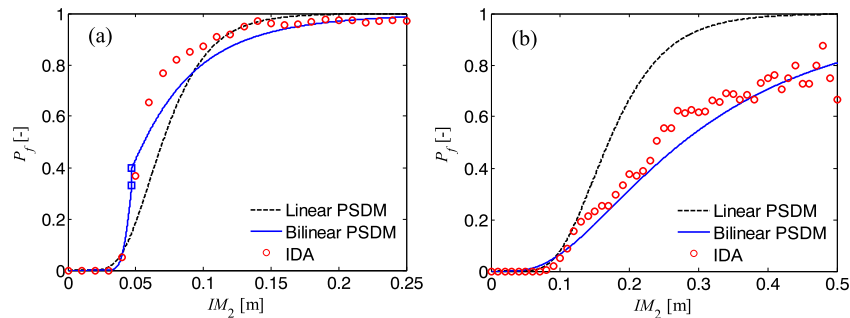 (a)
1
0.8
0.6
0.4
0.2
0
P_f [-]
0
0.05
0.1
0.15
0.2
0.25
IM_2 [m]
Linear PSDM
Bilinear PSDM
IDA
(b)
1
0.8
0.6
0.4
0.2
0
P_f [-]
0
0.1
0.2
0.3
0.4
0.5
IM_2 [m]
Linear PSDM
Bilinear PSDM
IDA